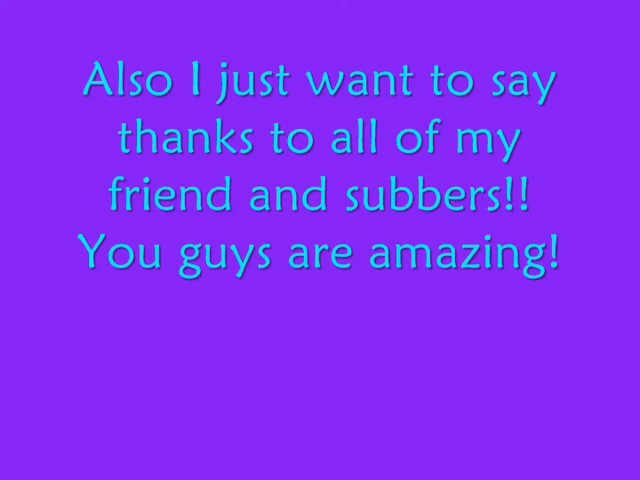 Also I just want to say
thanks to all of my
friend and subbers!!
You guys are amazing!